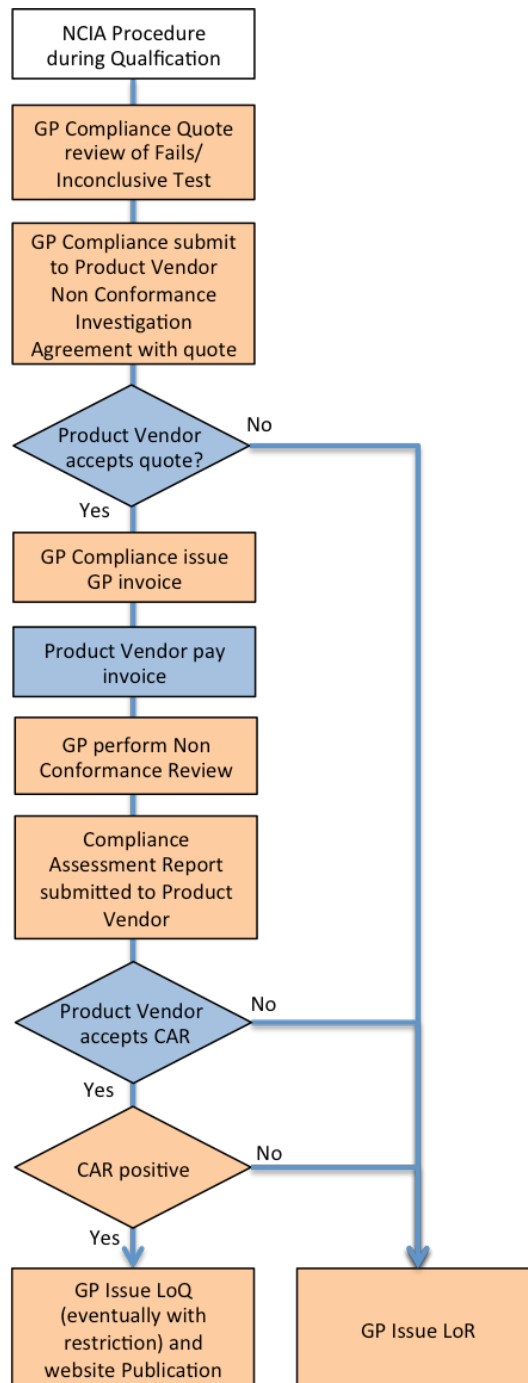 NCIA Procedure
during Qualfication
GP Compliance Quote
review of Fails/
Inconclusive Test
GP Compliance submit
to Product Vendor
Non Conformance
Investigation
Agreement with quote
Product Vendor
accepts quote?
No
Yes
GP Compliance issue
GP invoice
Product Vendor pay
invoice
GP perform Non
Conformance Review
Compliance
Assessment Report
submitted to Product
Vendor
Product Vendor
accepts CAR
No
Yes
CAR positive
No
Yes
GP Issue LoQ
(eventually with
restriction) and
website Publication
GP Issue LoR